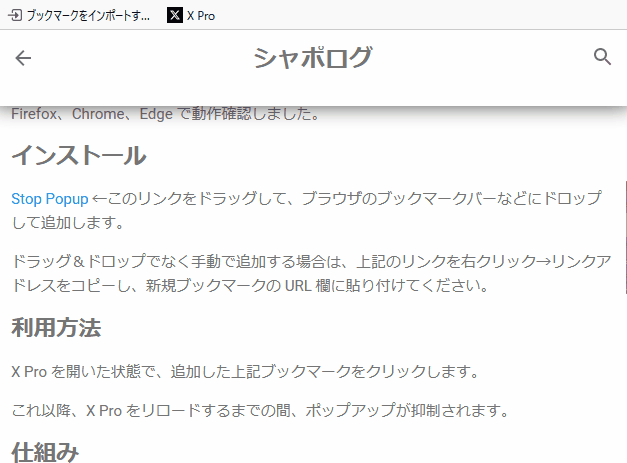 ブックマークをインポートす... X Pro
シャボログ
Firefox、Chrome、Edge で動作確認しました。
インストール
Stop Popup ←このリンクをドラッグして、ブラウザのブックマークバーなどにドロップ
して追加します。
ドラッグ＆ドロップでなく手動で追加する場合は、上記のリンクを右クリック→リンクア
ドレスをコピーし、新規ブックマークの URL 欄に貼り付けてください。
利用方法
X Pro を開いた状態で、追加した上記ブックマークをクリックします。
これ以降、X Pro をリロードするまでの間、ポップアップが抑制されます。
仕組み